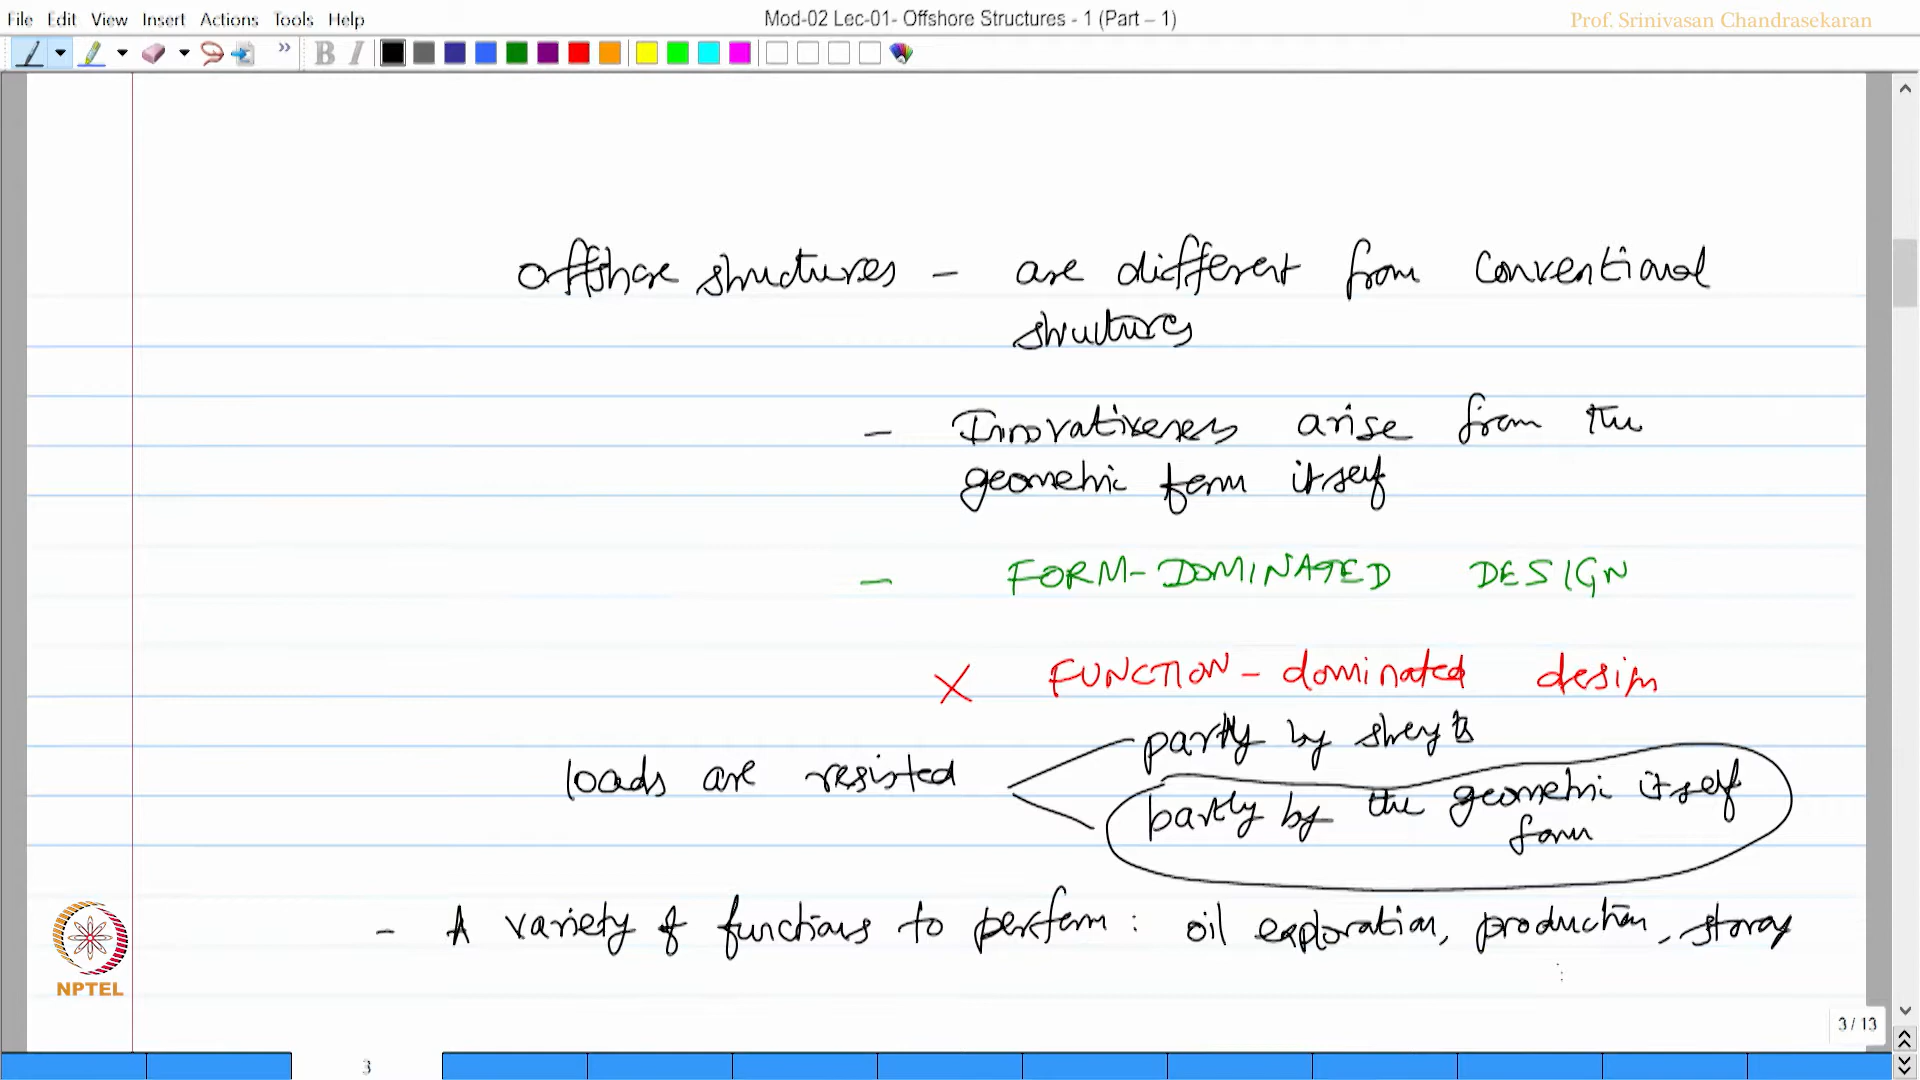 File Edit View Insert Actions Tools Help
Mod-02 Lec-01- Offshore Structures - 1 (Part – 1)
Prof. Srinivasan Chandrasekaran
B I
offshore structures – are different from conventional
structures
– Innovativeness arise from the
geometric form itself
– FORM-DOMINATED DESIGN
X FUNCTION-dominated design
loads are resisted
partly by
partly by the geometric itself
form
– A variety of functions to perform: oil exploration, production, storage
NPTEL
3 / 13
3